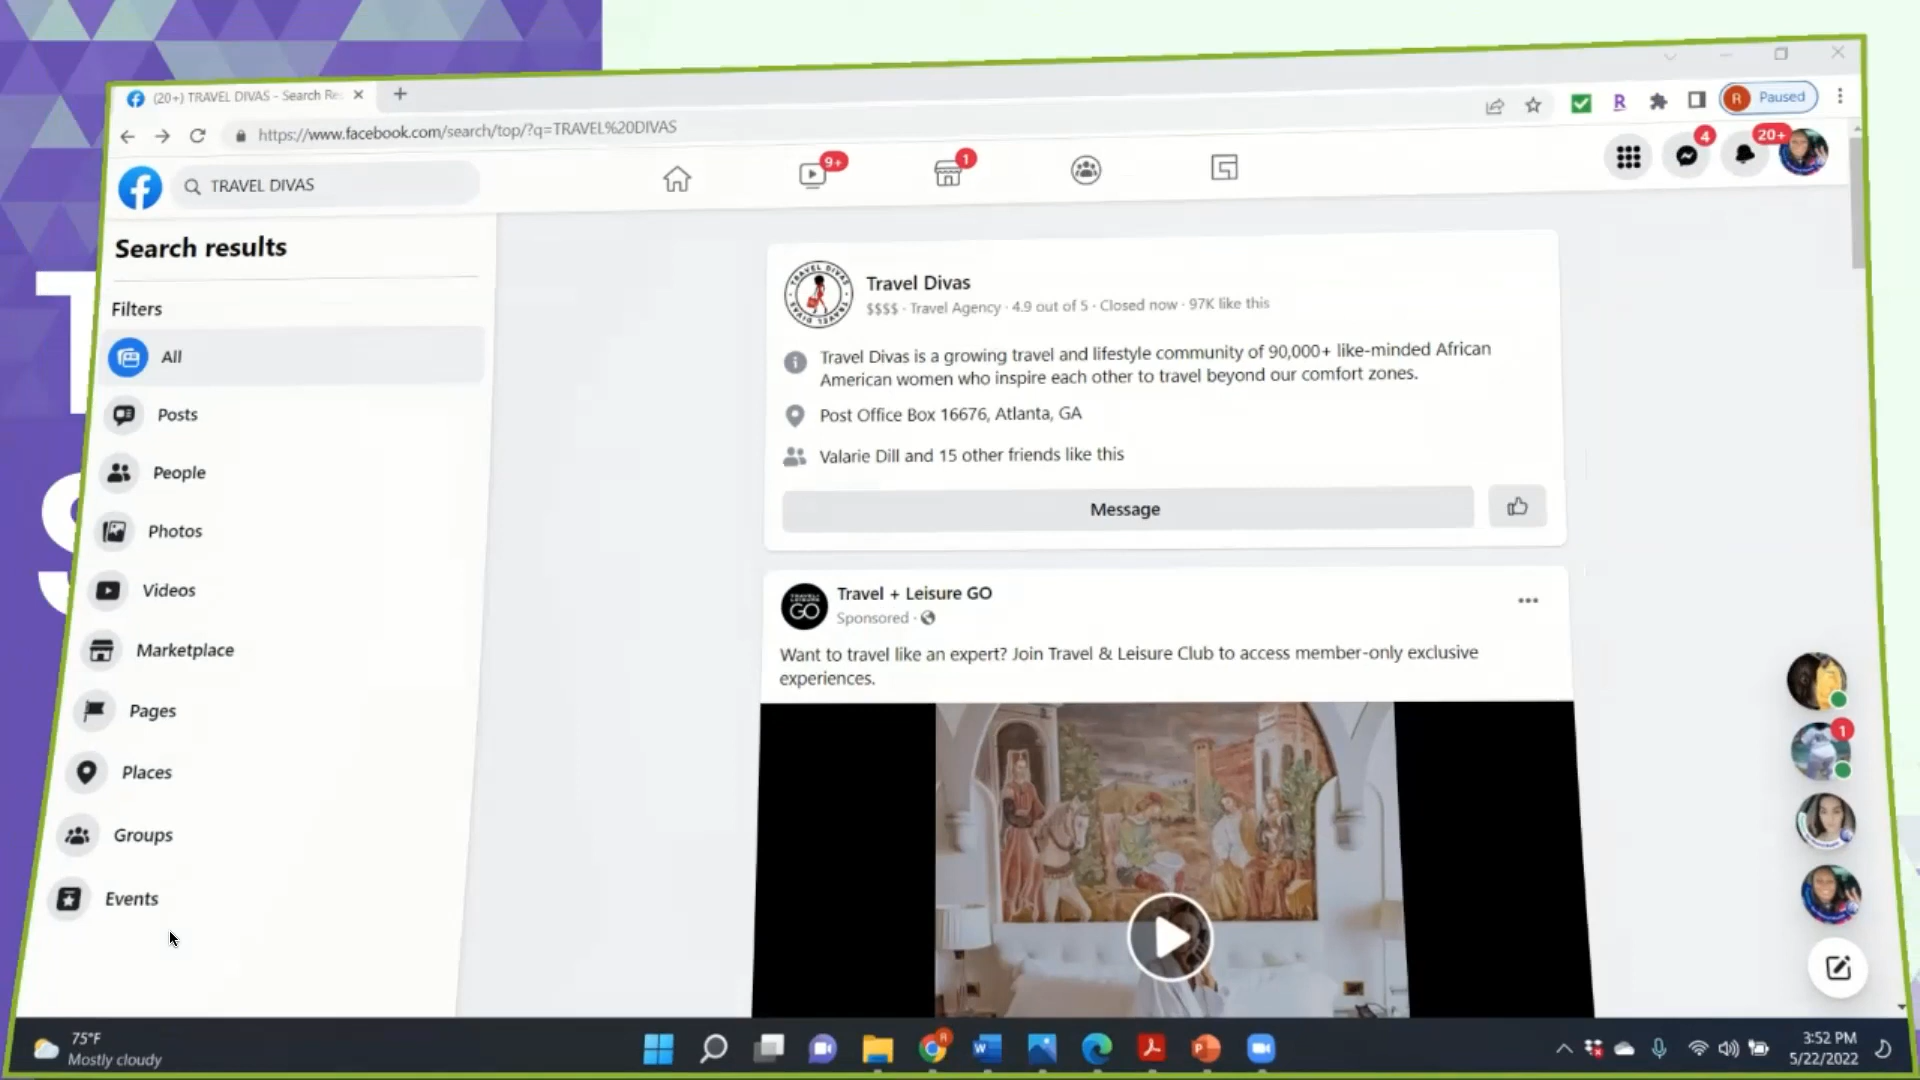 (20+) TRAVEL DIVAS - Search Re
Paused
https://www.facebook.com/search/top/?q=TRAVEL%20DIVAS
TRAVEL DIVAS
9+
1
4
20+
Search results
Filters
All
Posts
People
Photos
Videos
Marketplace
Pages
Places
Groups
Events
Travel Divas
$$$$ · Travel Agency · 4.9 out of 5 · Closed now · 97K like this
Travel Divas is a growing travel and lifestyle community of 90,000+ like-minded African
American women who inspire each other to travel beyond our comfort zones.
Post Office Box 16676, Atlanta, GA
Valarie Dill and 15 other friends like this
Message
Travel + Leisure GO
Sponsored ·
Want to travel like an expert? Join Travel & Leisure Club to access member-only exclusive
experiences.
1
75°F
Mostly cloudy
3:52 PM
5/22/2022